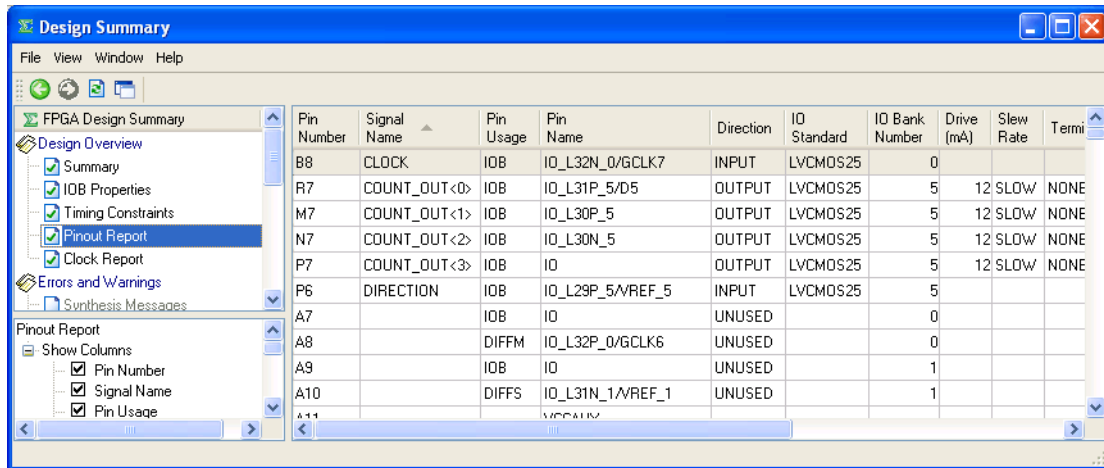 Design Summary
File View Window Help
FPGA Design Summary
Design Overview
Summary
IOB Properties
Timing Constraints
Pinout Report
Clock Report
Errors and Warnings
Synthesis Messages
Pinout Report
Show Columns
Pin Number
Signal Name
Pin Usage
Pin Number Signal Name Pin Usage Pin Name Direction IO Standard IO Bank Number Drive (mA) Slew Rate Termi
B8 CLOCK IOB IO_L32N_0/GCLK7 INPUT LVCMOS25 0
R7 COUNT_OUT<0> IOB IO_L31P_5/D5 OUTPUT LVCMOS25 5 12 SLOW NONE
M7 COUNT_OUT<1> IOB IO_L30P_5 OUTPUT LVCMOS25 5 12 SLOW NONE
N7 COUNT_OUT<2> IOB IO_L30N_5 OUTPUT LVCMOS25 5 12 SLOW NONE
P7 COUNT_OUT<3> IOB IO OUTPUT LVCMOS25 5 12 SLOW NONE
P6 DIRECTION IOB IO_L29P_5/VREF_5 INPUT LVCMOS25 5
A7 IOB IO UNUSED 0
A8 DIFFM IO_L32P_0/GCLK6 UNUSED 0
A9 IOB IO UNUSED 1
A10 DIFFS IO_L31N_1/VREF_1 UNUSED 1
A11 VCCAUX